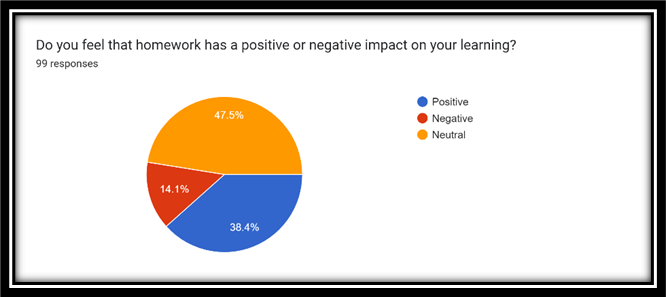 Do you feel that homework has a positive or negative impact on your learning?
99 responses
47.5%
14.1%
38.4%
Positive
Negative
Neutral